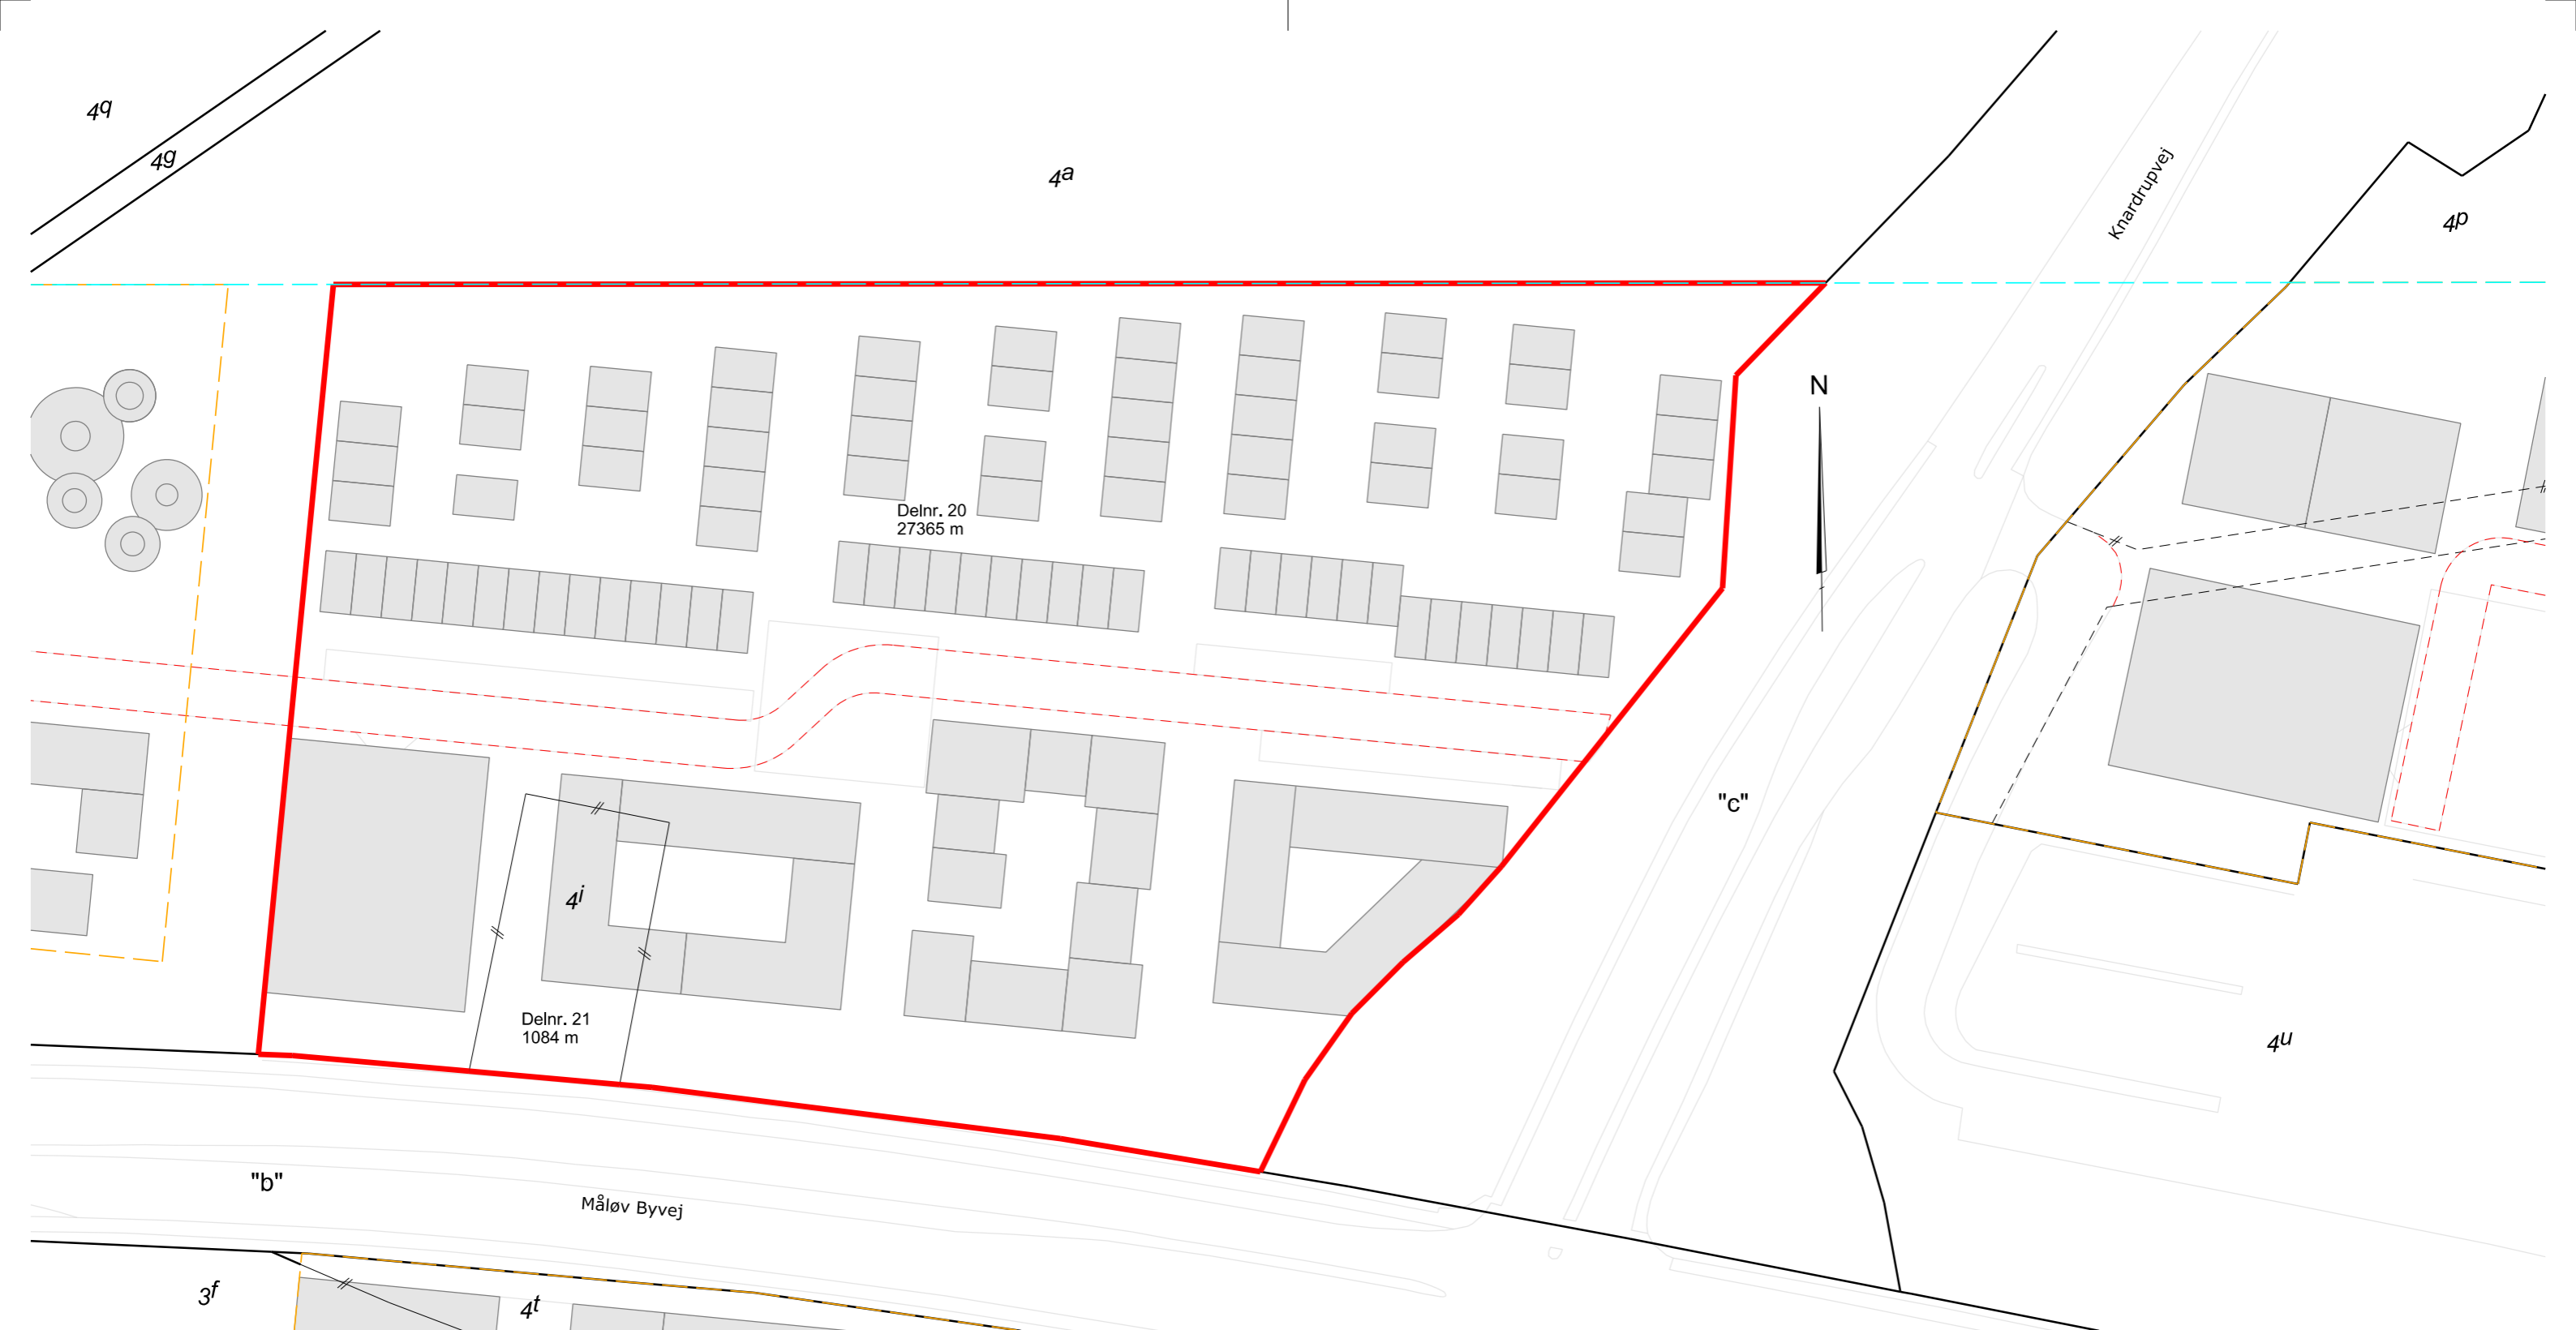 4q
4g
4a
Knardrupvej
4p
N
Delnr. 20
27365 m
"c"
4i
Delnr. 21
1084 m
4u
"b"
Måløv Byvej
3f
4t